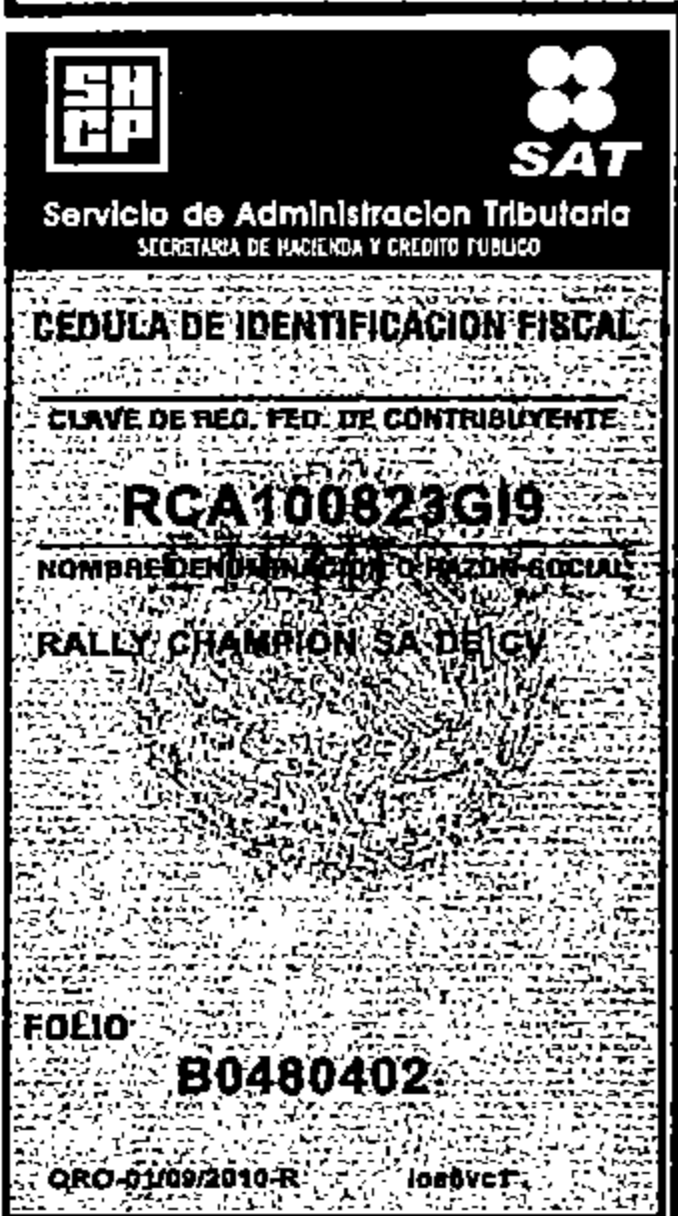 SH
CP
SAT
Servicio de Administracion Tributaria
SECRETARIA DE HACIENDA Y CREDITO PUBLICO
CEDULA DE IDENTIFICACION FISCAL
CLAVE DE REG. FED. DE CONTRIBUYENTE
RCA100823GI9
NOMBRE DENOMINACION O RAZON SOCIAL
RALLY CHAMPION SA DE CV
FOLIO
B0480402
QRO-01/09/2010-R